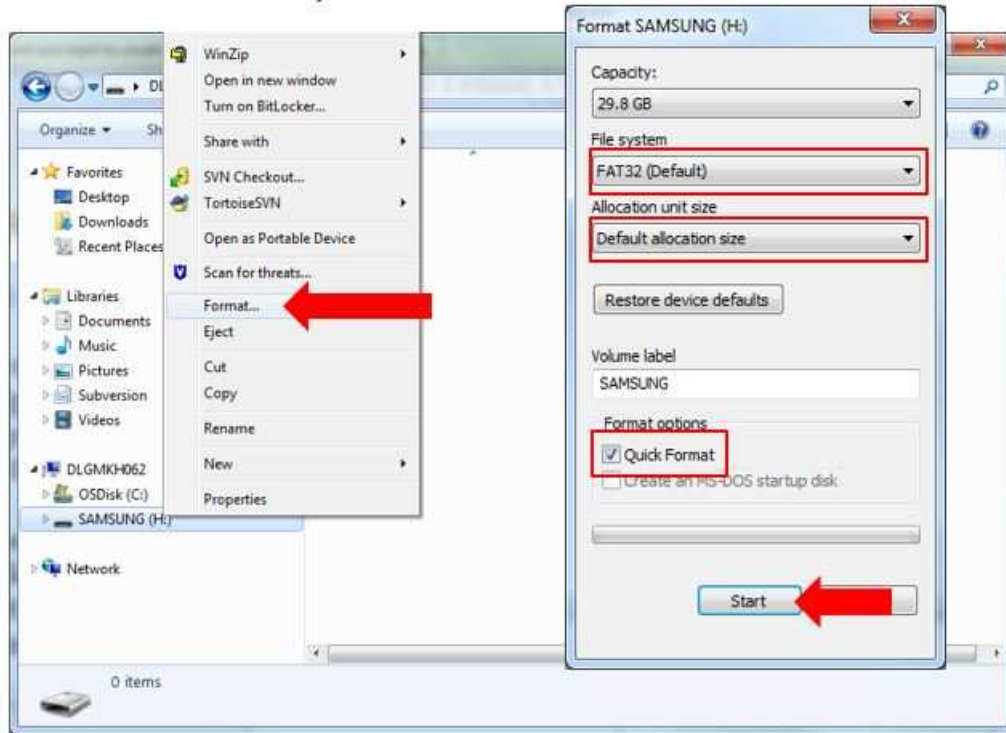 DL
Organize
Sh
Favorites
Desktop
Downloads
Recent Places
Libraries
Documents
Music
Pictures
Subversion
Videos
DLGMKH062
OSDisk (C:)
SAMSUNG (H:)
Network
0 items
WinZip
Open in new window
Turn on BitLocker...
Share with
SVN Checkout...
TortoiseSVN
Open as Portable Device
Scan for threats...
Format...
Eject
Cut
Copy
Rename
New
Properties
Format SAMSUNG (H:)
Capacity:
29.8 GB
File system
FAT32 (Default)
Allocation unit size
Default allocation size
Restore device defaults
Volume label
SAMSUNG
Format options
Quick Format
Create an MS-DOS startup disk
Start